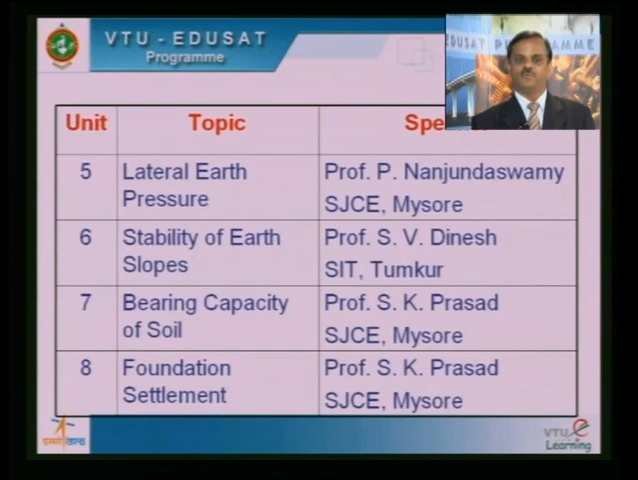 VTU - EDUSAT
Programme
EDUSAT PROGRAMME
Unit Topic Spe
5 Lateral Earth Pressure Prof. P. Nanjundaswamy
SJCE, Mysore
6 Stability of Earth Slopes Prof. S. V. Dinesh
SIT, Tumkur
7 Bearing Capacity of Soil Prof. S. K. Prasad
SJCE, Mysore
8 Foundation Settlement Prof. S. K. Prasad
SJCE, Mysore
VTU e
Learning